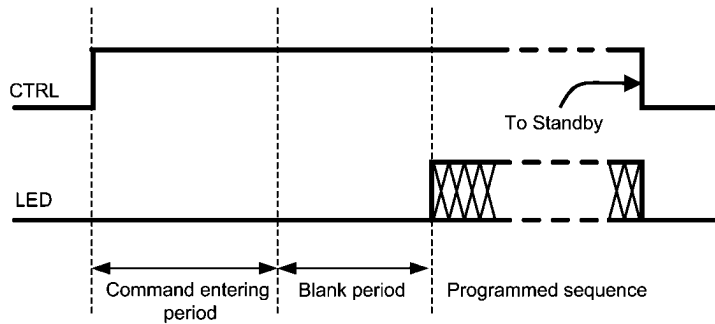 CTRL
To Standby
LED
Command entering
period
Blank period
Programmed sequence